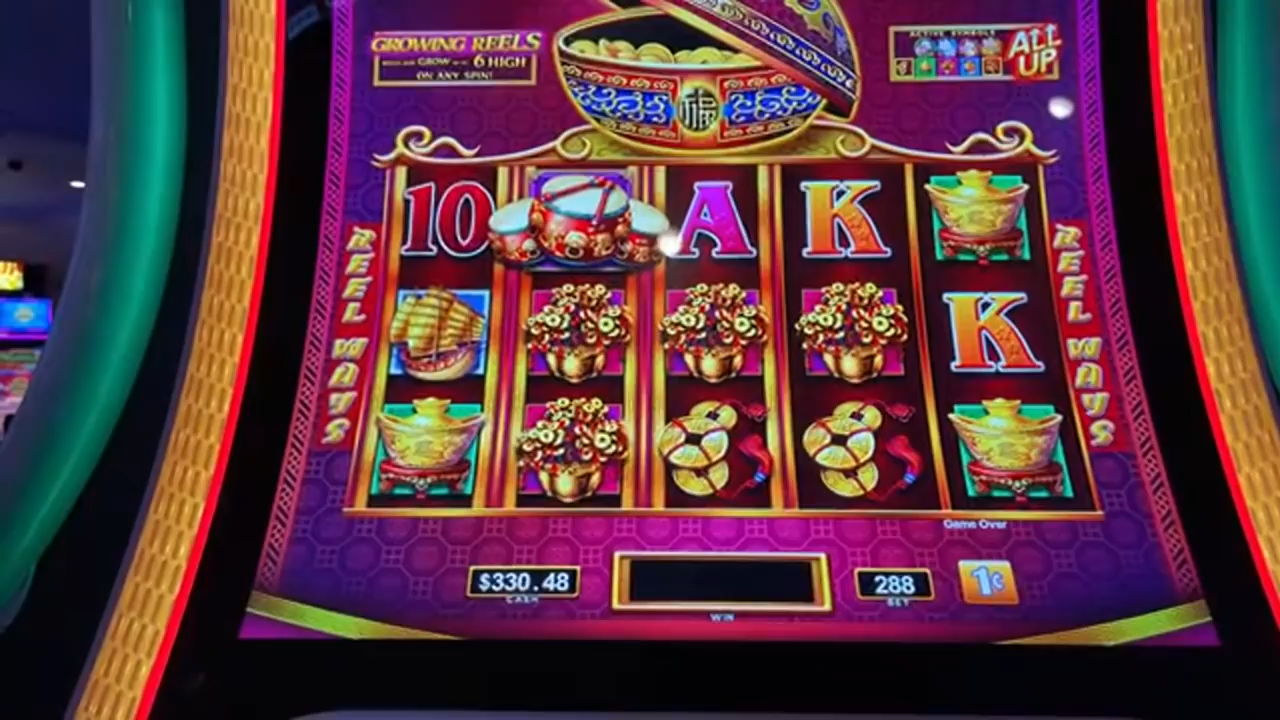 GROWING REELS
6 HIGH
ON ANY SPIN!
ACTIVE SYMBOLS
ALL UP
福
10
A
K
K
REEL WAYS
REEL WAYS
Game Over
$330.48
CASH
WIN
288
BET
1¢